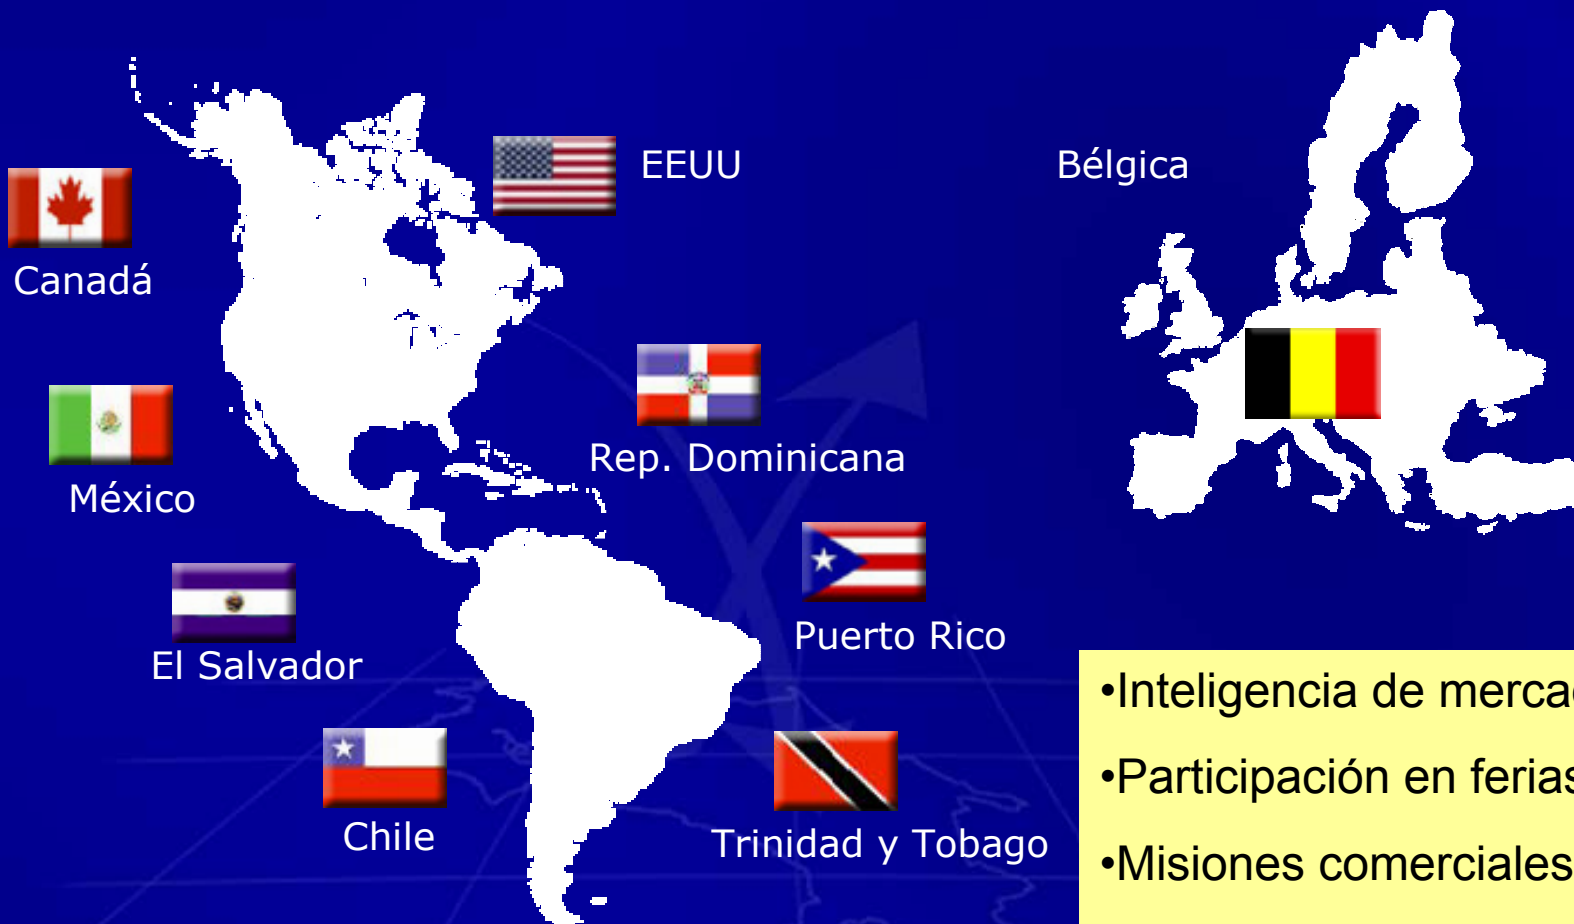 EEUU
Bélgica
Canadá
Rep. Dominicana
México
Puerto Rico
El Salvador
•Inteligencia de
•Participación en ferias
Chile
Trinidad y Tobago
•Misiones comerciales